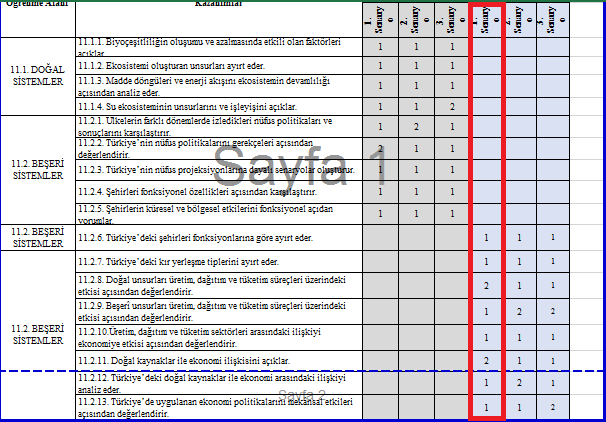 Öğrenme Alanı Kazanımlar 1. Senaryo 2. Senaryo 3. Senaryo 1. Senaryo 2. Senaryo 3. Senaryo
11.1. DOĞAL SİSTEMLER
11.1.1. Biyoçeşitliliğin oluşumu ve azalmasında etkili olan faktörleri
açıklar. 1 1 1
11.1.2. Ekosistemi oluşturan unsurları ayırt eder. 1 1 1
11.1.3. Madde döngüleri ve enerji akışını ekosistemin devamlılığı
açısından analiz eder. 1 1 1
11.1.4. Su ekosisteminin unsurlarını ve işleyişini açıklar. 1 1 2
11.2. BEŞERİ SİSTEMLER
11.2.1. Ülkelerin farklı dönemlerde izledikleri nüfus politikaları ve
sonuçlarını karşılaştırır. 1 2 1
11.2.2. Türkiye’nin nüfus politikalarını gerekçeleri açısından
değerlendirir. 2 1 1
11.2.3. Türkiye’nin nüfus projeksiyonlarına dayalı senaryolar oluşturur. 1 1 1
Sayfa 1
11.2.4. Şehirleri fonksiyonel özellikleri açısından karşılaştırır. 1 1 1
11.2.5. Şehirlerin küresel ve bölgesel etkilerini fonksiyonel açıdan
yorumlar. 1 1 1
11.2. BEŞERİ SİSTEMLER
11.2.6. Türkiye’deki şehirleri fonksiyonlarına göre ayırt eder. 1 1 1
11.2. BEŞERİ SİSTEMLER
11.2.7. Türkiye’deki kır yerleşme tiplerini ayırt eder. 1 1 1
11.2.8. Doğal unsurları üretim, dağıtım ve tüketim süreçleri üzerindeki
etkisi açısından değerlendirir. 2 1 1
11.2.9. Beşerî unsurları üretim, dağıtım ve tüketim süreçleri üzerindeki
etkisi açısından değerlendirir. 1 2 2
11.2.10.Üretim, dağıtım ve tüketim sektörleri arasındaki ilişkiyi
ekonomiye etkisi açısından değerlendirir. 1 1 1
11.2.11. Doğal kaynaklar ile ekonomi ilişkisini açıklar. 2 1 1
11.2.12. Türkiye’deki doğal kaynaklar ile ekonomi arasındaki ilişkiyi
analiz eder. 1 2 1
Sayfa 2
11.2.13. Türkiye’de uygulanan ekonomi politikalarını mekânsal etkileri
açısından değerlendirir. 1 1 2